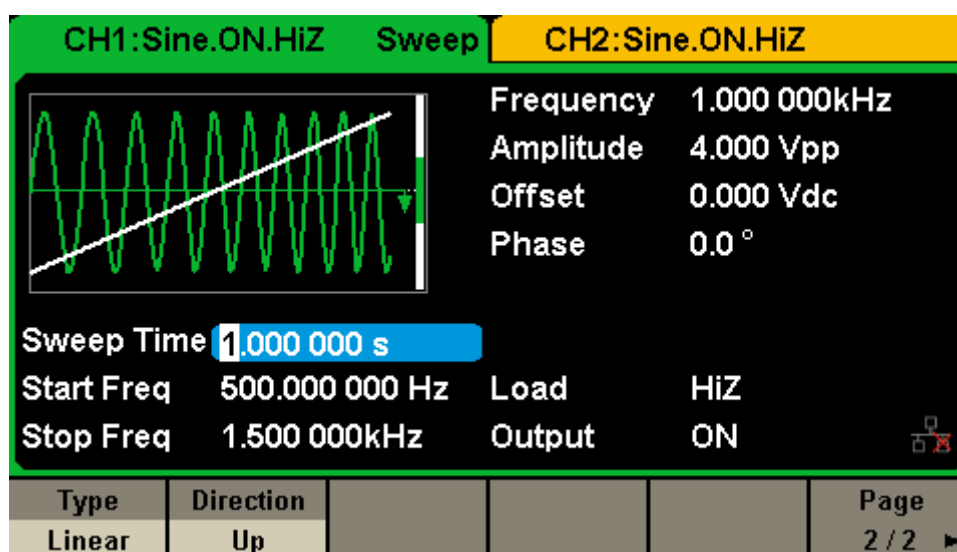 CH1:Sine.ON.HiZ Sweep CH2:Sine.ON.HiZ
Frequency 1.000 000kHz
Amplitude 4.000 Vpp
Offset 0.000 Vdc
Phase 0.0 °
Sweep Time 1.000 000 s
Start Freq 500.000 000 Hz Load HiZ
Stop Freq 1.500 000kHz Output ON
Type Direction Page
Linear Up 2 / 2